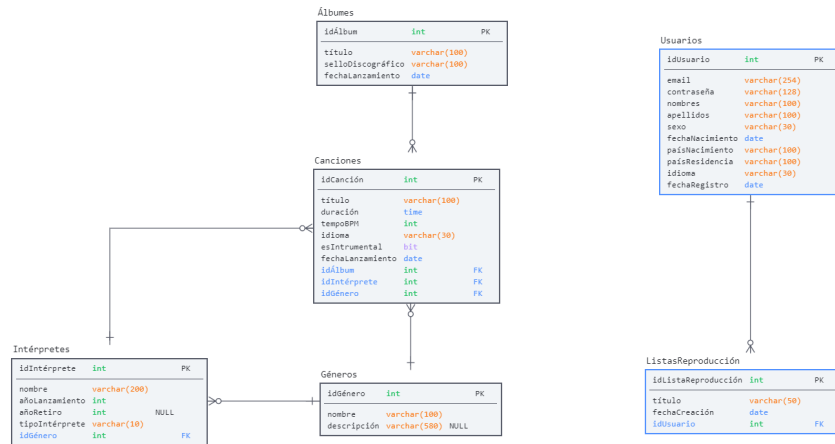 Álbumes
idÁlbum int PK
título varchar(100)
selloDiscográfico varchar(100)
fechaLanzamiento date
Usuarios
idUsuario int PK
email varchar(254)
contraseña varchar(128)
nombres varchar(100)
apellidos varchar(100)
sexo varchar(30)
fechaNacimiento date
paísNacimiento varchar(100)
paísResidencia varchar(100)
idioma varchar(30)
fechaRegistro date
Canciones
idCanción int PK
título varchar(100)
duración time
tempoBPM int
idioma varchar(30)
esIntrumental bit
fechaLanzamiento date
idÁlbum int FK
idIntérprete int FK
idGénero int FK
Intérpretes
idIntérprete int PK
nombre varchar(200)
añoLanzamiento int
añoRetiro int NULL
tipoIntérprete varchar(10)
idGénero int FK
Géneros
idGénero int PK
nombre varchar(100)
descripción varchar(500) NULL
ListasReproducción
idListaReproducción int PK
título varchar(50)
fechaCreación date
idUsuario int FK